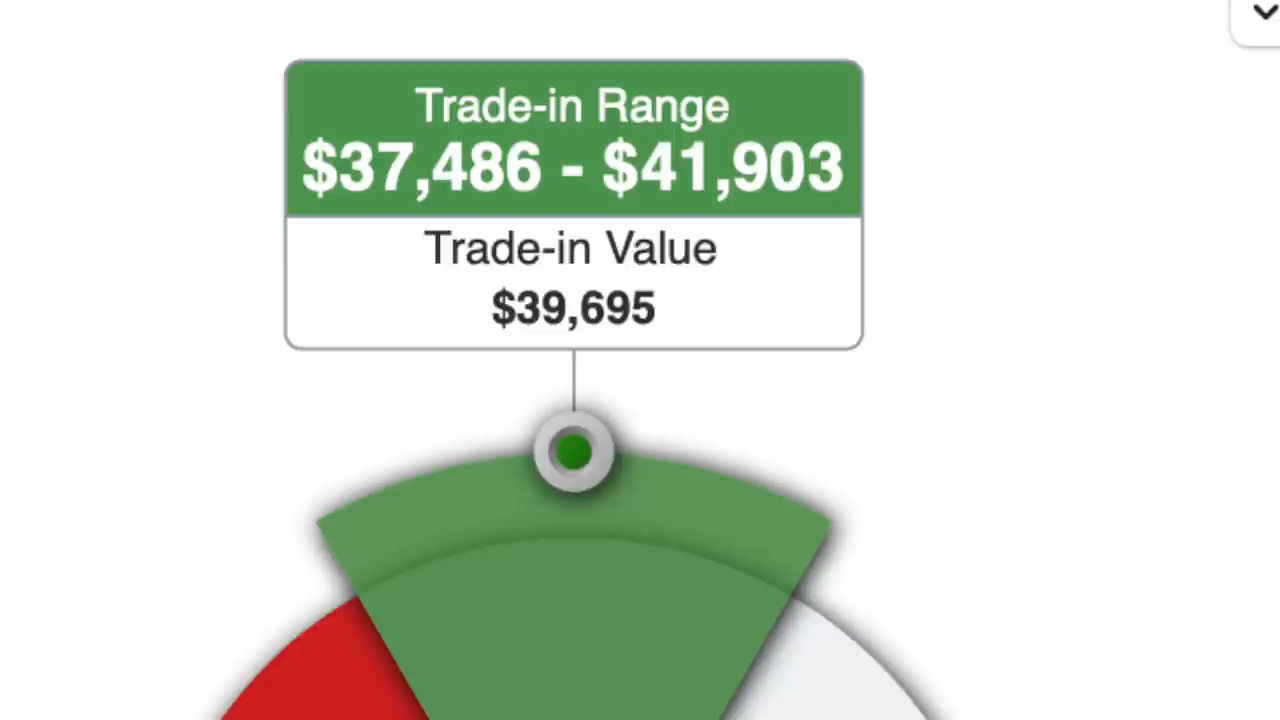 Trade-in Range
$37,486 - $41,903
Trade-in Value
$39,695